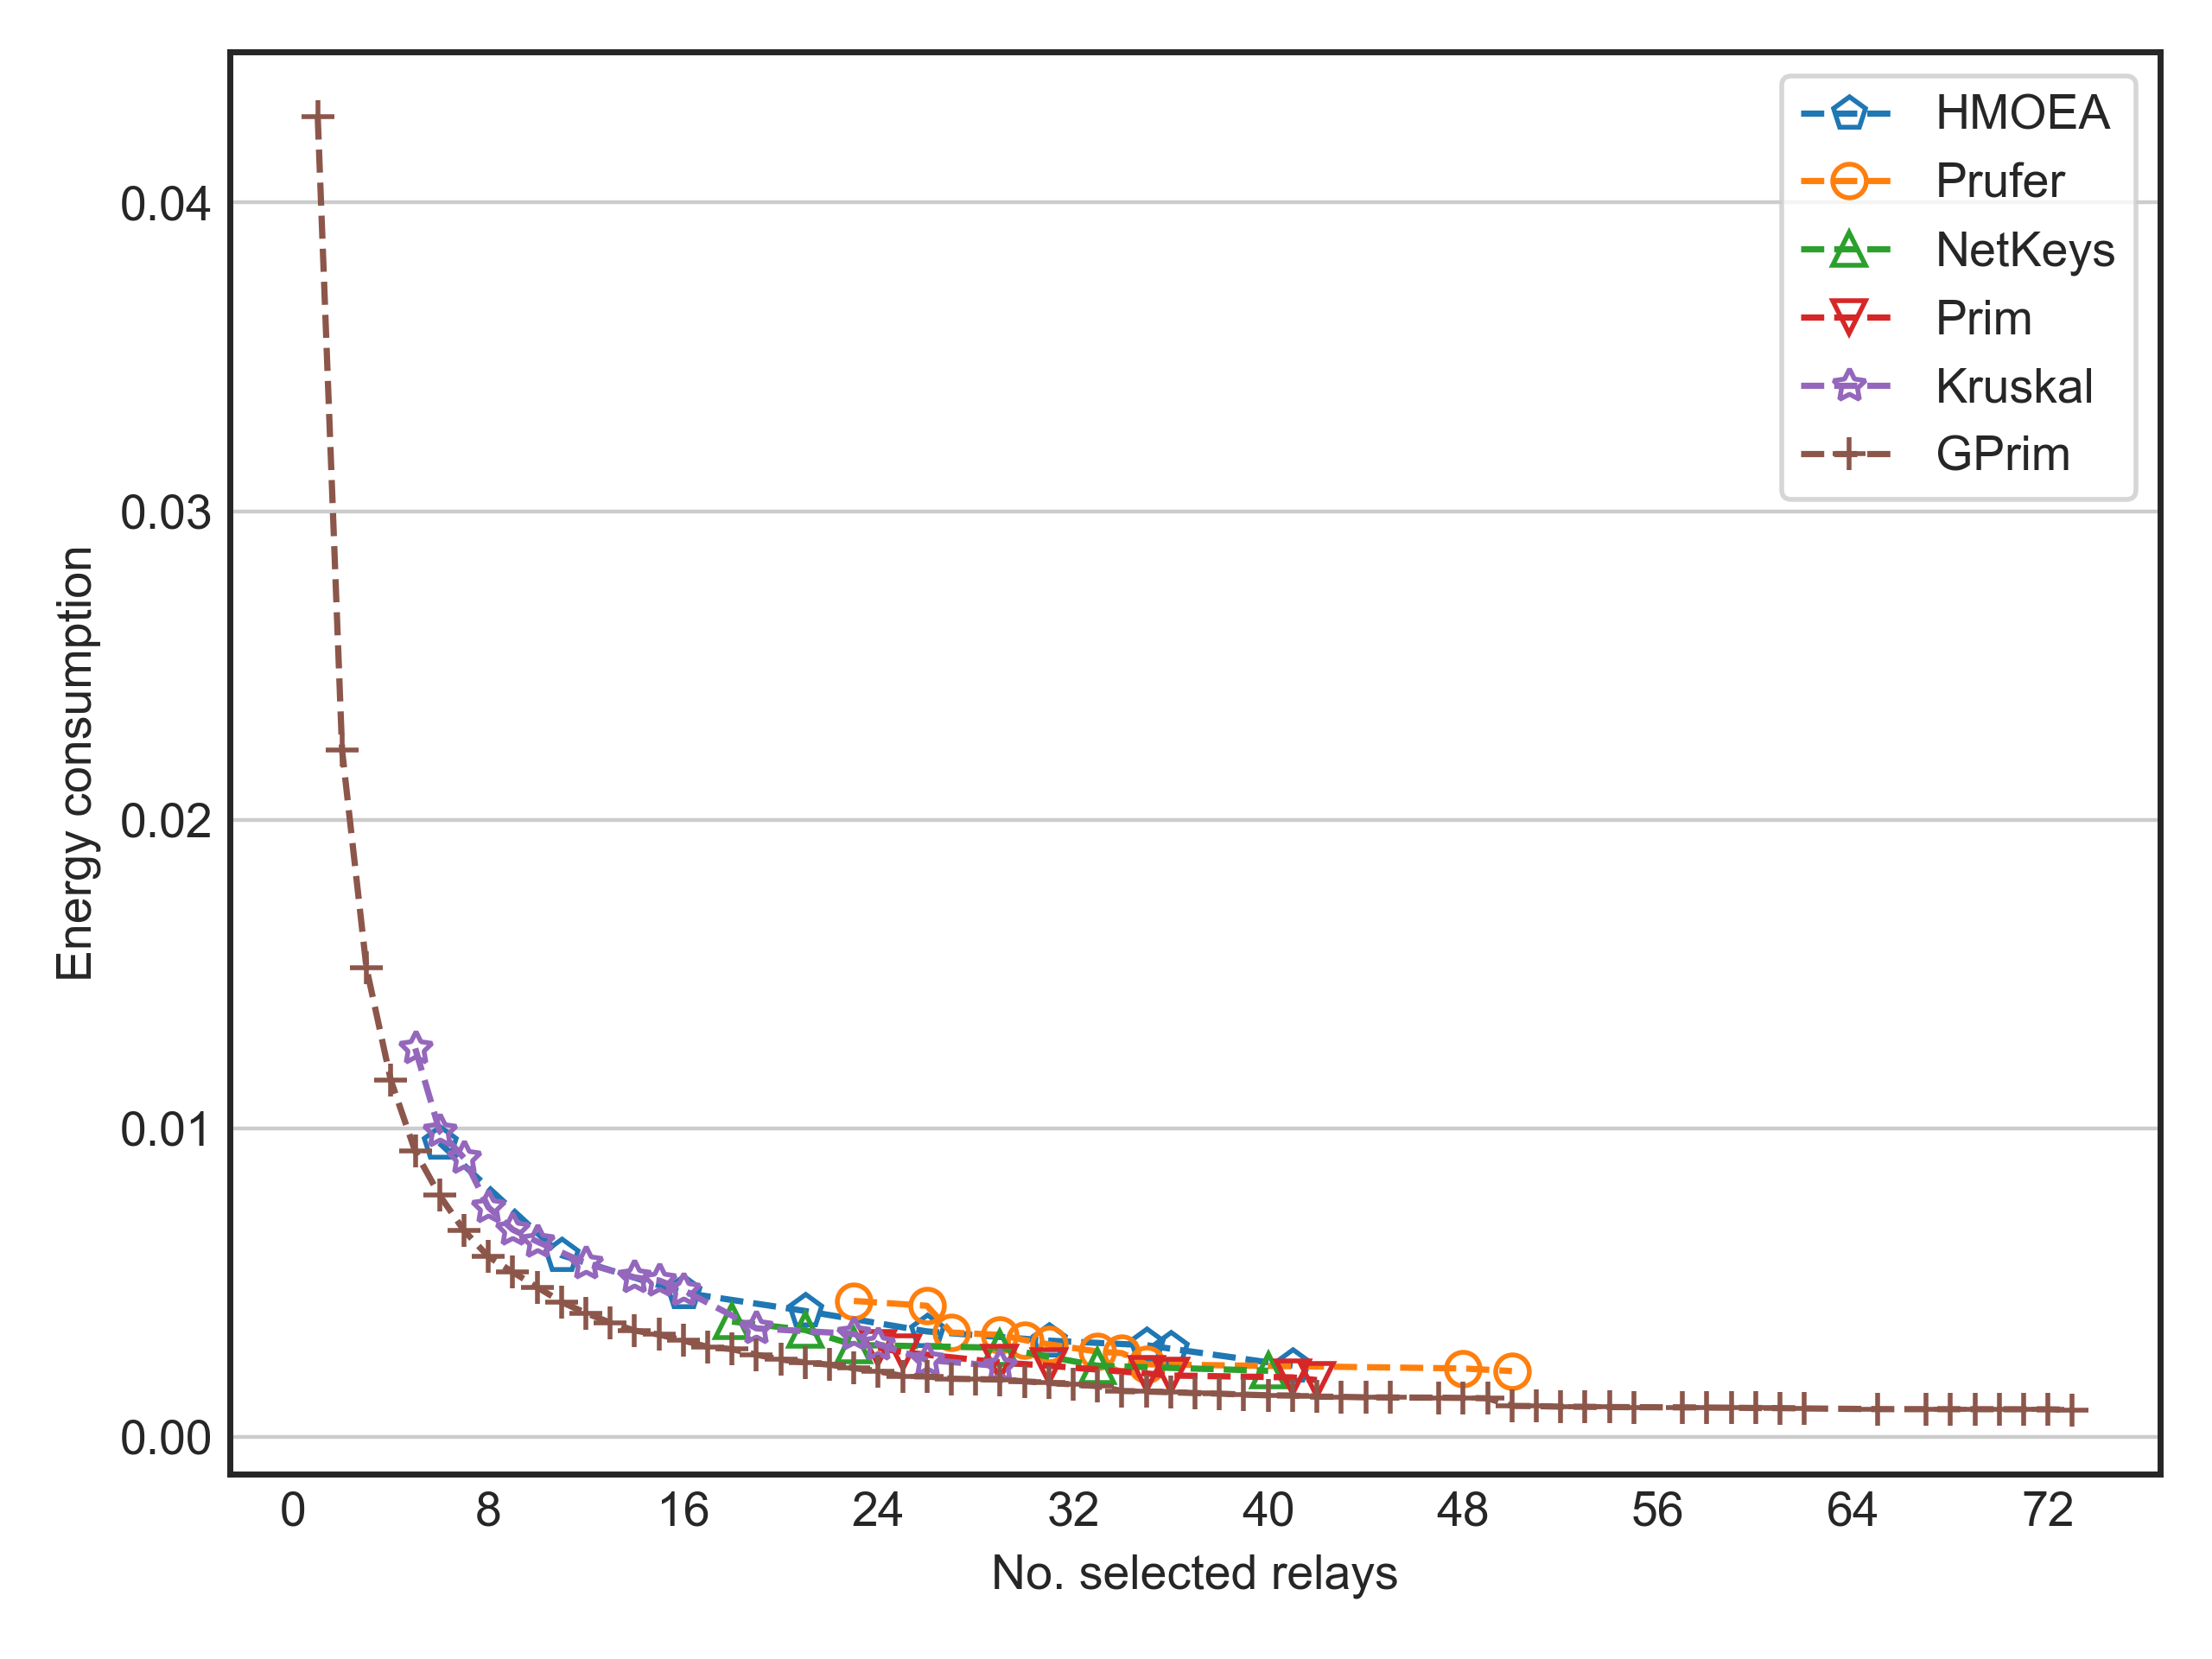 HMOEA
Prufer
NetKeys
Prim
Kruskal
GPrim
Energy consumption
0.04
0.03
0.02
0.01
0.00
0 8 16 24 32 40 48 56 64 72
No. selected relays